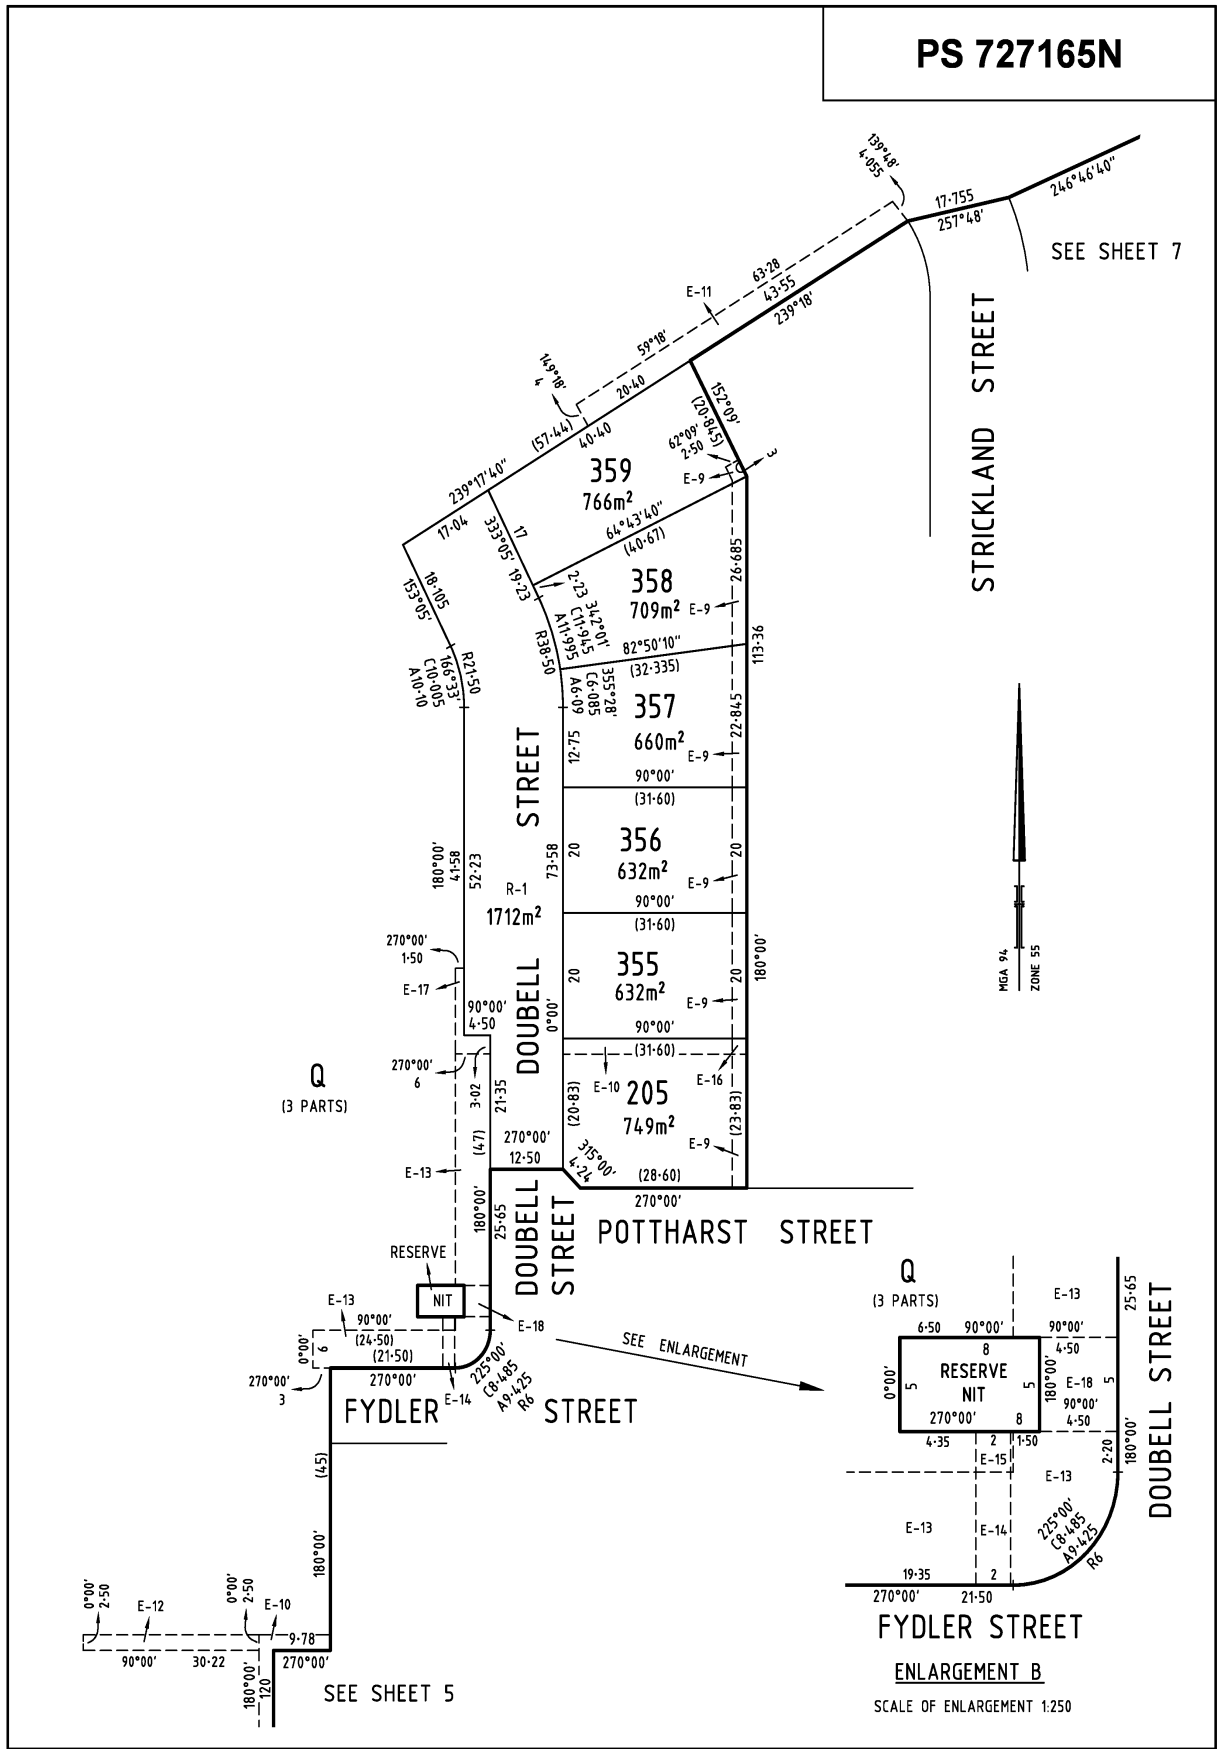 PS 727165N
139°48'
4·055
17·755
257°48'
246°46'40"
SEE SHEET 7
63·28
43·55
239°18'
E-11
59°18'
149°18'
4
20·40
(57·44)
40·40
152°09'
(20·845)
62°09'
2·50
3
E-9
STRICKLAND STREET
359
766m²
239°17'40"
17·04
17
333°05'
19·23
64°43'40"
(40·67)
18·105
153°05'
2·23
342°01'
C11·945
A11·995
R38·50
358
709m²
E-9
26·685
113·36
82°50'10"
(32·335)
R21·50
166°33'
C10·005
A10·10
355°28'
C6·085
A6·09
357
660m²
E-9
22·845
12·75
90°00'
(31·60)
STREET
356
632m²
20
20
E-9
73·58
180°00'
41·58
52·23
R-1
1712m²
90°00'
(31·60)
270°00'
1·50
E-17
DOUBELL
0°00'
355
632m²
20
20
E-9
180°00'
MGA 94
ZONE 55
90°00'
4·50
90°00'
(31·60)
270°00'
6
3·02
21·35
Q
(3 PARTS)
E-10
E-16
205
749m²
(20·83)
(23·83)
E-9
(47)
270°00'
12·50
315°00'
4·24
(28·60)
270°00'
E-13
180°00'
25·65
DOUBELL
STREET
POTTHARST STREET
RESERVE
NIT
E-13
E-18
90°00'
(24·50)
(21·50)
0°00'
6
270°00'
3
270°00'
E-14
225°00'
C8·485
A9·425
R6
SEE ENLARGEMENT
FYDLER STREET
(45)
180°00'
0°00'
2·50
E-12
0°00'
2·50
E-10
9·78
90°00'
30·22
270°00'
180°00'
120
SEE SHEET 5
Q
(3 PARTS)
E-13
25·65
6·50
90°00'
90°00'
8
4·50
RESERVE
NIT
0°00'
5
5
180°00'
E-18
5
90°00'
4·50
270°00'
8
4·35
2
1·50
2·20
180°00'
DOUBELL STREET
E-15
E-13
E-13
E-14
225°00'
C8·485
A9·425
R6
19·35
2
270°00'
21·50
FYDLER STREET
ENLARGEMENT B
SCALE OF ENLARGEMENT 1:250